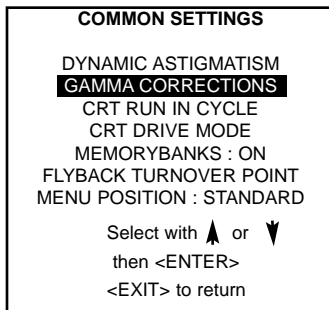 COMMON SETTINGS
DYNAMIC ASTIGMATISM
GAMMA CORRECTIONS
CRT RUN IN CYCLE
CRT DRIVE MODE
MEMORYBANKS : ON
FLYBACK TURNOVER POINT
MENU POSITION : STANDARD
Select with or
then <ENTER>
<EXIT> to return